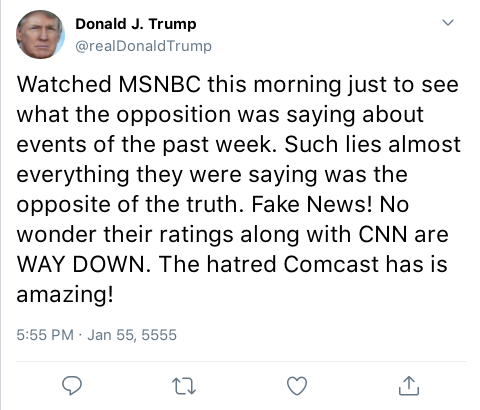 Donald J. Trump
@realDonaldTrump
Watched MSNBC this morning just to see
what the opposition was saying about
events of the past week. Such lies almost
everything they were saying was the
opposite of the truth. Fake News! No
wonder their ratings along with CNN are
WAY DOWN. The hatred Comcast has is
amazing!
5:55 PM · Jan 55, 5555